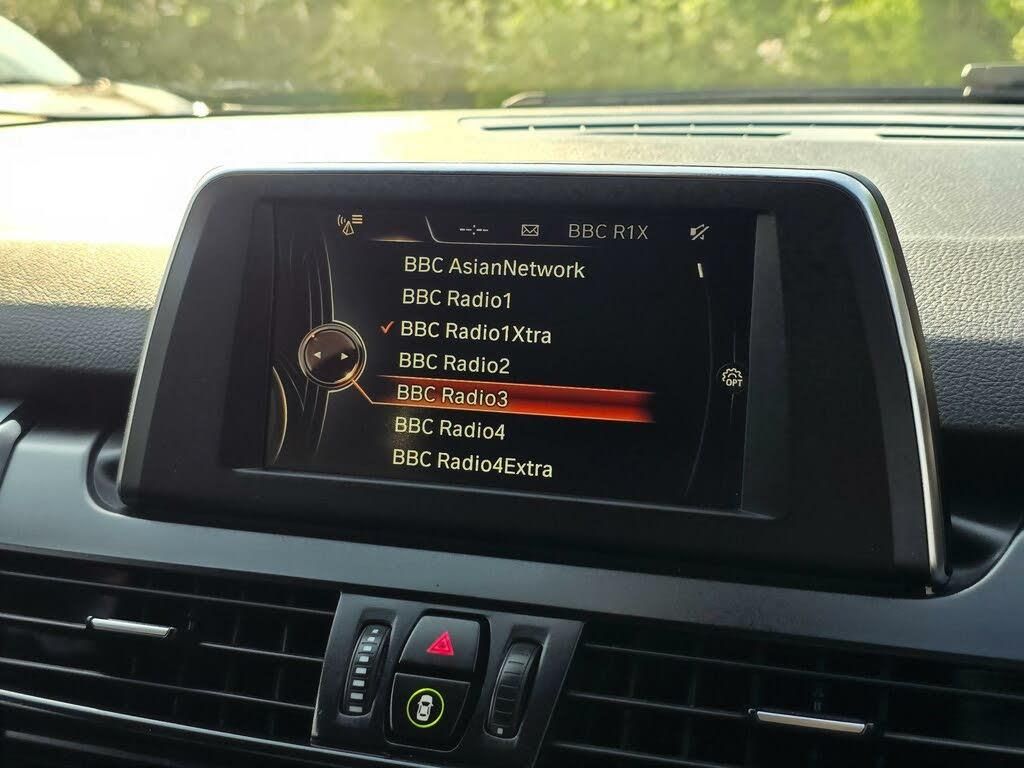 --:-- BBC R1X
BBC AsianNetwork
BBC Radio1
✓ BBC Radio1Xtra
BBC Radio2
BBC Radio3
OPT
BBC Radio4
BBC Radio4Extra